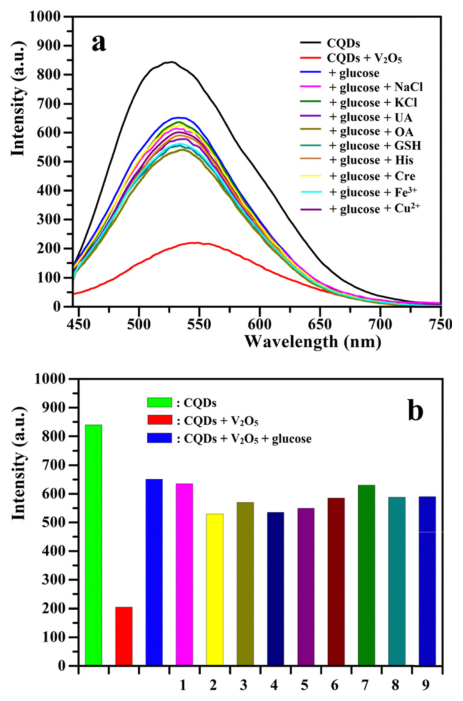 a
1000
900
800
700
600
500
400
300
200
100
0
Intensity (a.u.)
CQDs
CQDs + V₂O₅
+ glucose
+ glucose + NaCl
+ glucose + KCl
+ glucose + UA
+ glucose + OA
+ glucose + GSH
+ glucose + His
+ glucose + Cre
+ glucose + Fe³⁺
+ glucose + Cu²⁺
450 500 550 600 650 700 750
Wavelength (nm)
b
1000
900
800
700
600
500
400
300
200
100
0
Intensity (a.u.)
: CQDs
: CQDs + V₂O₅
: CQDs + V₂O₅ + glucose
1 2 3 4 5 6 7 8 9